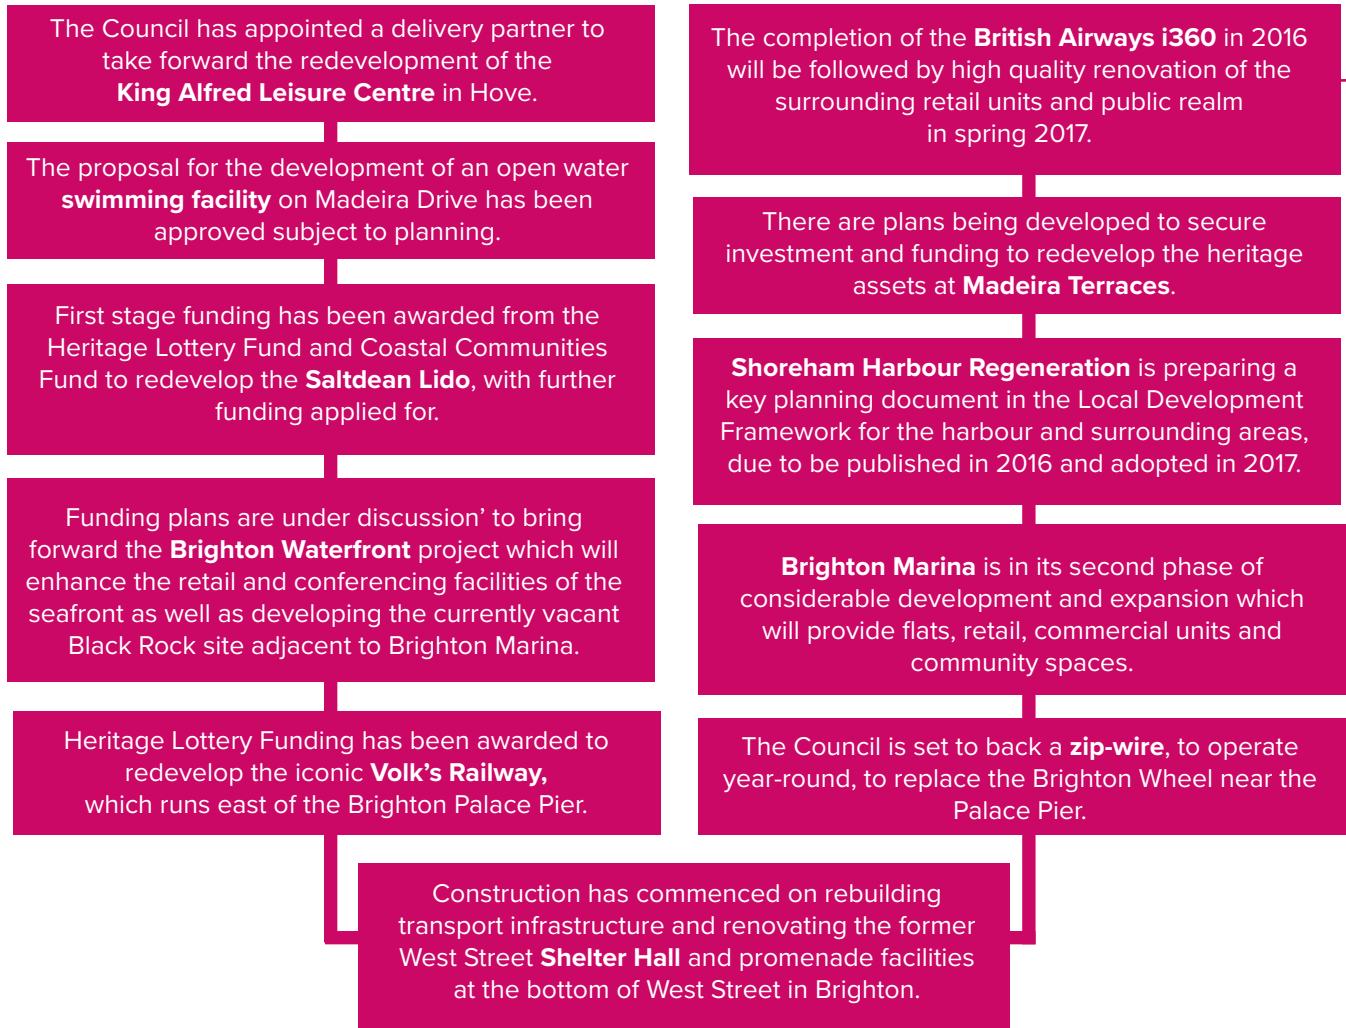 The Council has appointed a delivery partner to
take forward the redevelopment of the
King Alfred Leisure Centre in Hove.
The proposal for the development of an open water
swimming facility on Madeira Drive has been
approved subject to planning.
First stage funding has been awarded from the
Heritage Lottery Fund and Coastal Communities
Fund to redevelop the Saltdean Lido, with further
funding applied for.
Funding plans are under discussion’ to bring
forward the Brighton Waterfront project which will
enhance the retail and conferencing facilities of the
seafront as well as developing the currently vacant
Black Rock site adjacent to Brighton Marina.
Heritage Lottery Funding has been awarded to
redevelop the iconic Volk’s Railway,
which runs east of the Brighton Palace Pier.
The completion of the British Airways i360 in 2016
will be followed by high quality renovation of the
surrounding retail units and public realm
in spring 2017.
There are plans being developed to secure
investment and funding to redevelop the heritage
assets at Madeira Terraces.
Shoreham Harbour Regeneration is preparing a
key planning document in the Local Development
Framework for the harbour and surrounding areas,
due to be published in 2016 and adopted in 2017.
Brighton Marina is in its second phase of
considerable development and expansion which
will provide flats, retail, commercial units and
community spaces.
The Council is set to back a zip-wire, to operate
year-round, to replace the Brighton Wheel near the
Palace Pier.
Construction has commenced on rebuilding
transport infrastructure and renovating the former
West Street Shelter Hall and promenade facilities
at the bottom of West Street in Brighton.